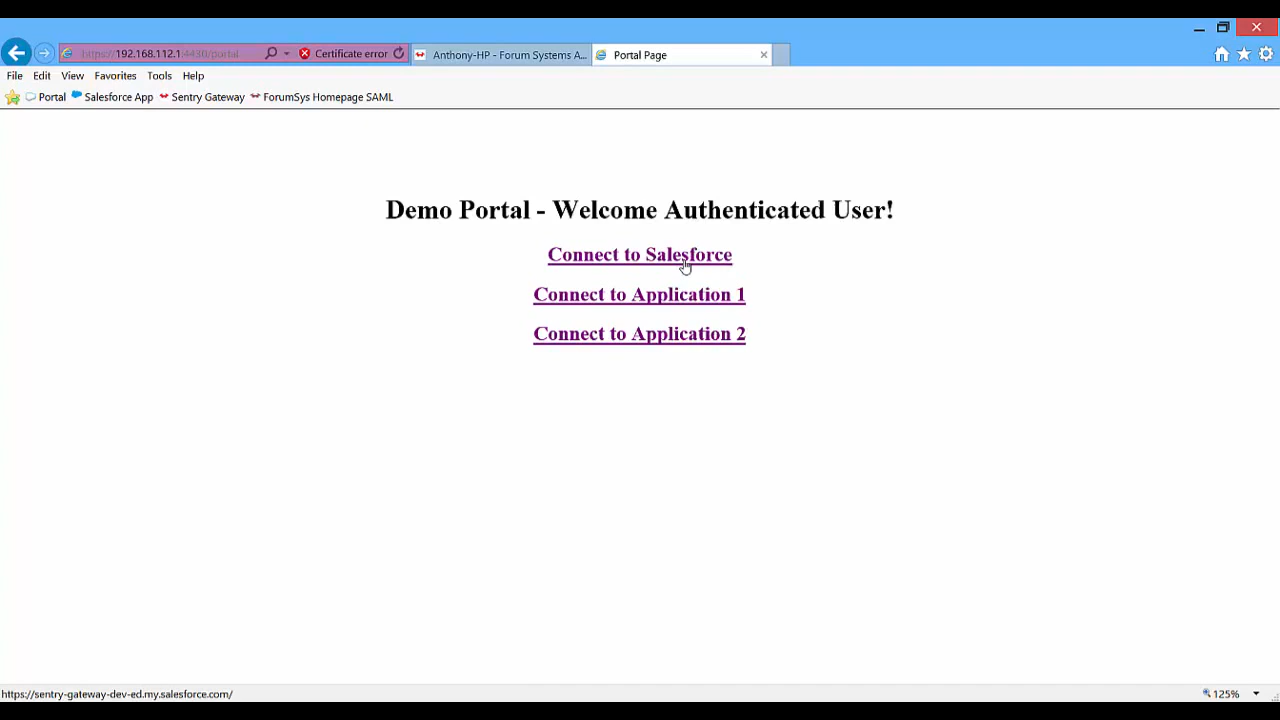 https://192.168.112.1:4430/portal
Certificate error
Anthony-HP - Forum Systems A...
Portal Page
File Edit View Favorites Tools Help
Portal Salesforce App Sentry Gateway ForumSys Homepage SAML
Demo Portal - Welcome Authenticated User!
Connect to Salesforce
Connect to Application 1
Connect to Application 2
https://sentry-gateway-dev-ed.my.salesforce.com/
125%